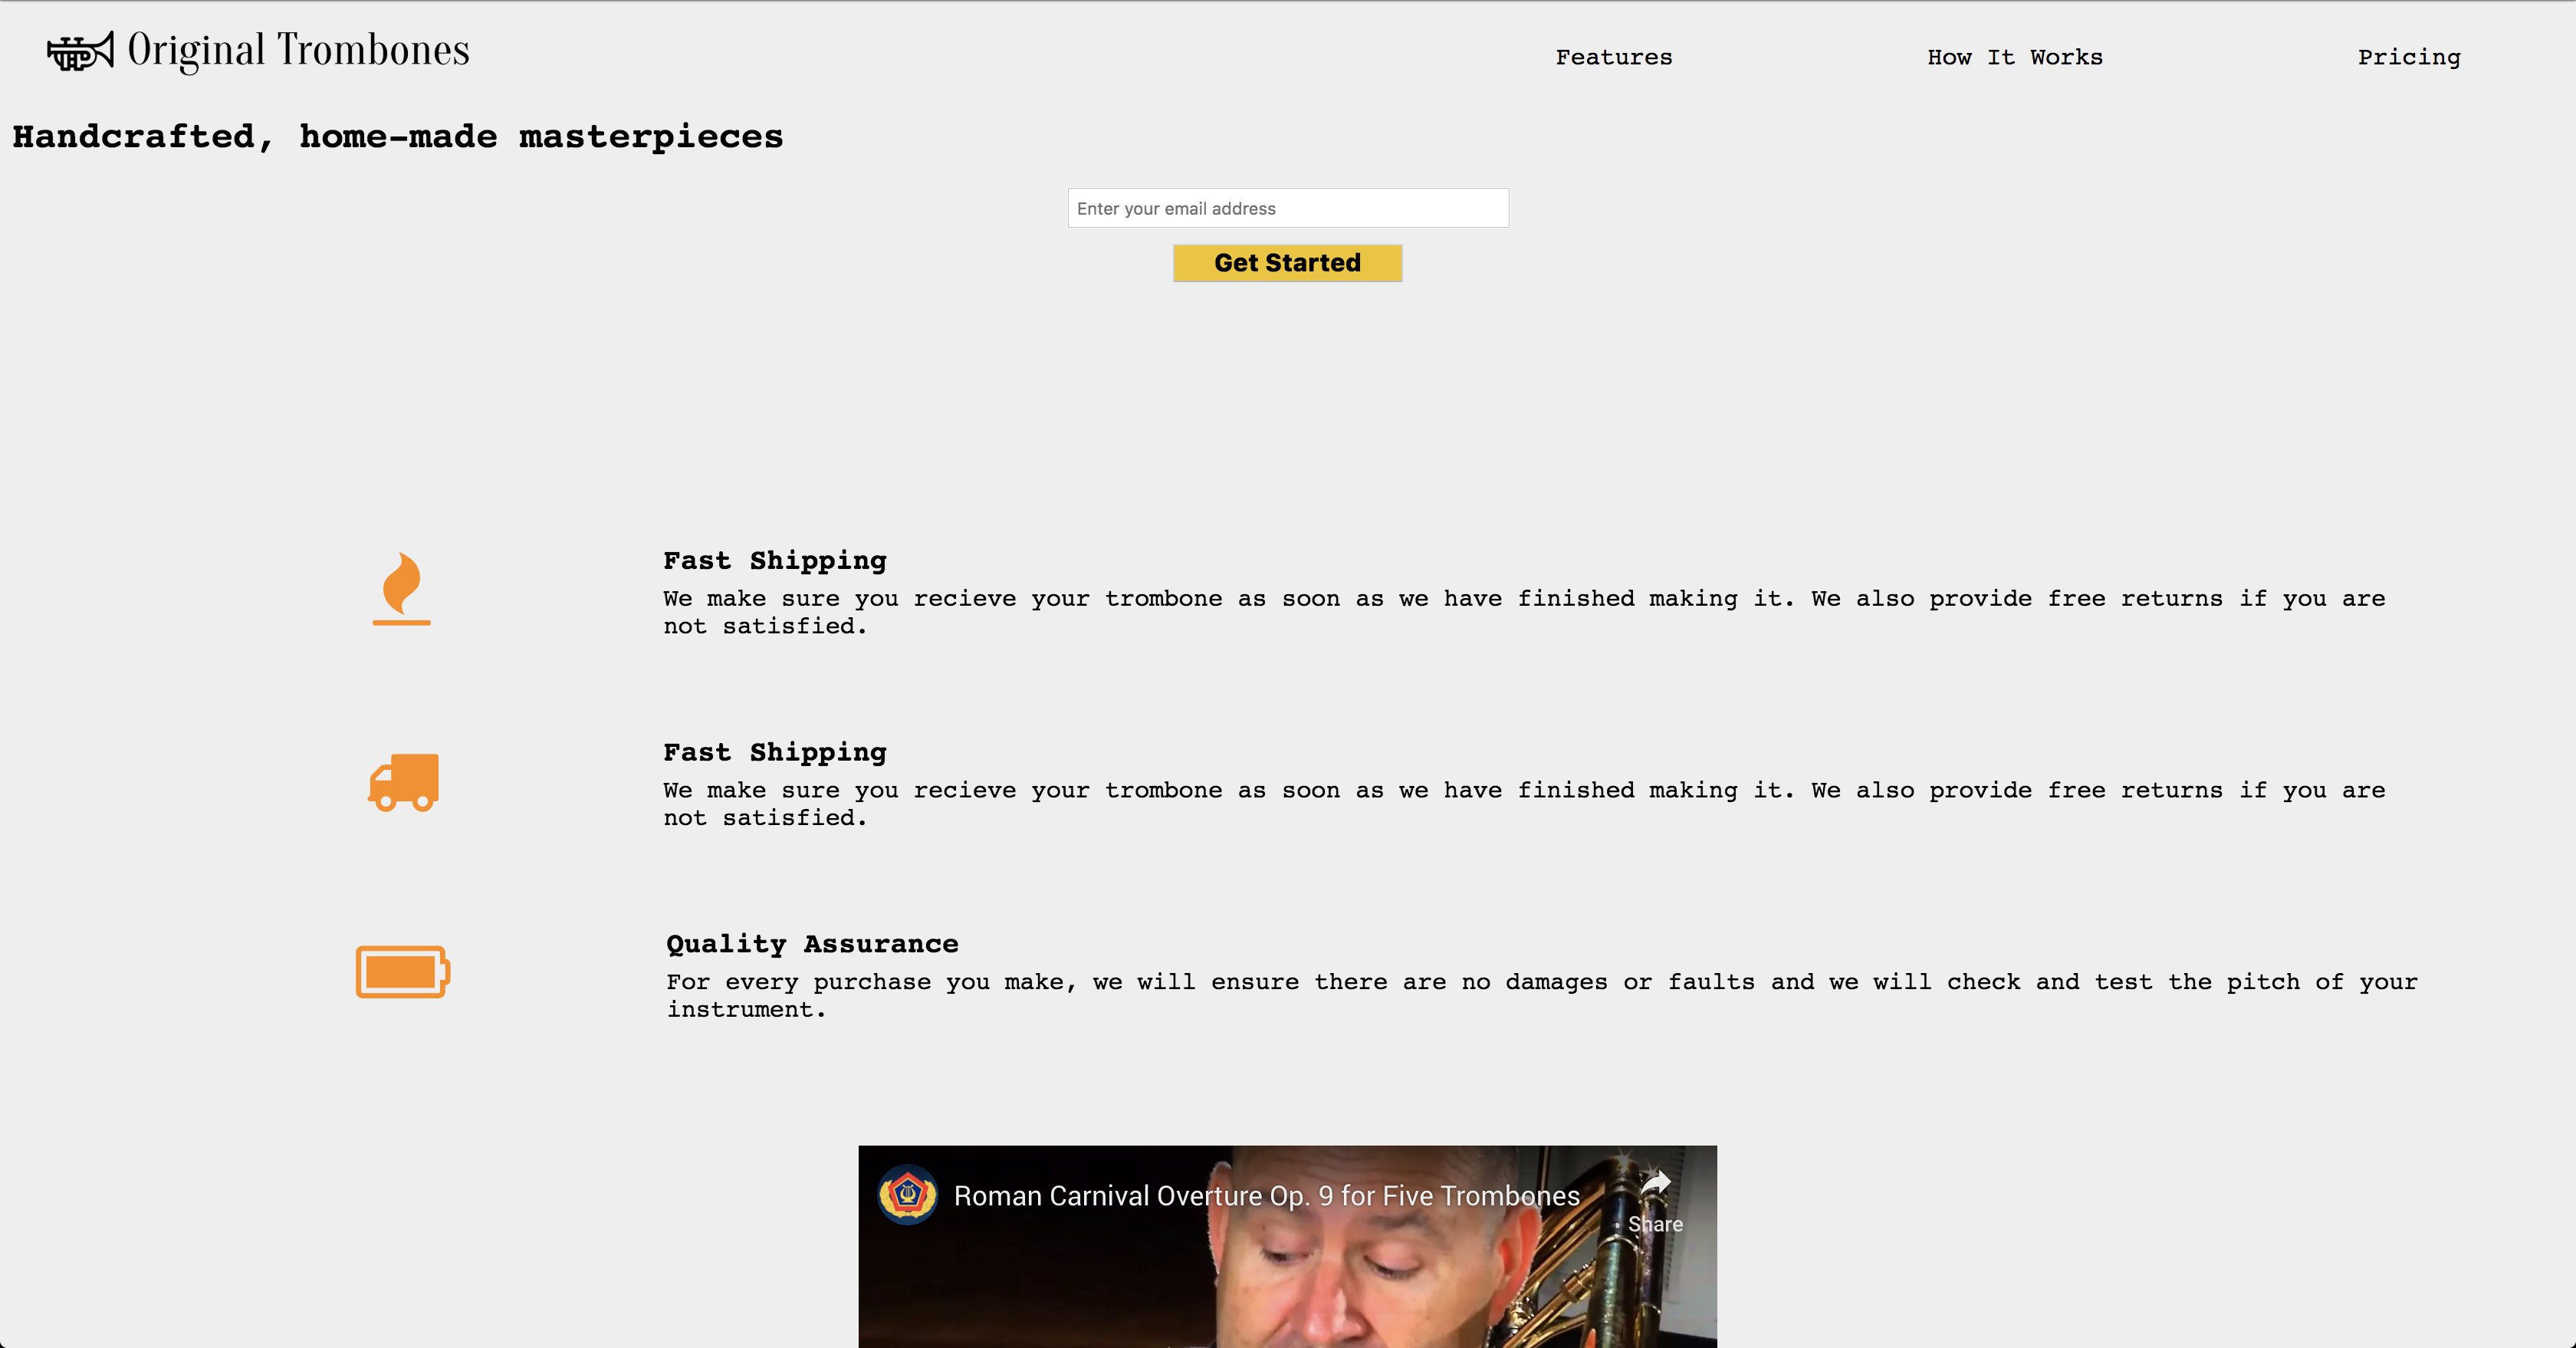 Original Trombones
Features
How It Works
Pricing
Handcrafted, home-made masterpieces
Enter your email address
Get Started
Fast Shipping
We make sure you recieve your trombone as soon as we have finished making it. We also provide free returns if you are
not satisfied.
Fast Shipping
We make sure you recieve your trombone as soon as we have finished making it. We also provide free returns if you are
not satisfied.
Quality Assurance
For every purchase you make, we will ensure there are no damages or faults and we will check and test the pitch of your
instrument.
Roman Carnival Overture Op. 9 for Five Trombones
Share